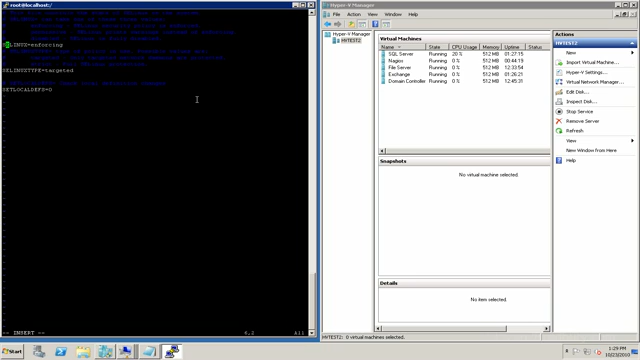 root@localhost:/
SELINUX=enforcing
SELINUXTYPE=targeted
SETLOCALDEFS=0
-- INSERT --
6,2
All
Hyper-V Manager
File Action View Window Help
Hyper-V Manager
HVTEST2
Virtual Machines
Name State CPU Usage Memory Uptime Status
SQL Server Running 20 % 512 MB 01:27:15
Nagios Running 0 % 512 MB 00:44:19
File Server Running 0 % 512 MB 12:33:54
Exchange Running 0 % 512 MB 01:26:21
Domain Controller Running 0 % 512 MB 12:45:31
Snapshots
No virtual machine selected.
Details
No item selected.
Actions
HVTEST2
New
Import Virtual Machine...
Hyper-V Settings...
Virtual Network Manager...
Edit Disk...
Inspect Disk...
Stop Service
Remove Server
Refresh
View
New Window from Here
Help
HVTEST2: 0 virtual machines selected.
Start
1:29 PM
10/23/2010